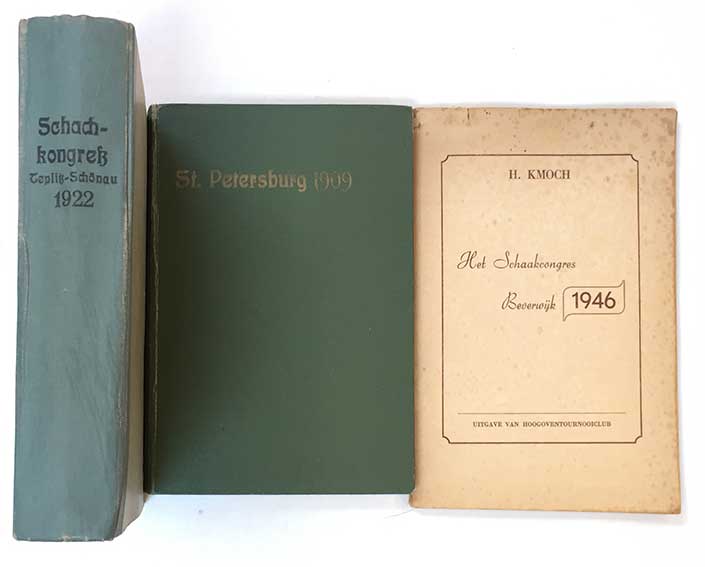 Schach-
kongreß
Teplitz-Schönau
1922
St. Petersburg 1909
H. KMOCH
Het Schaakcongres
Beverwijk 1946
UITGAVE VAN HOOGOVENTOURNOOICLUB